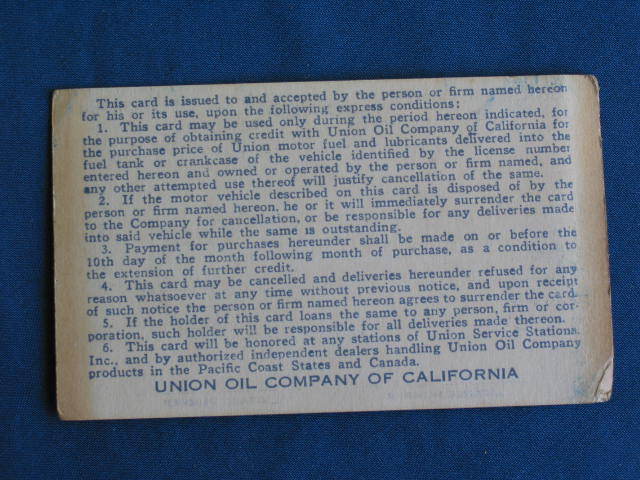 This card is issued to and accepted by the person or firm named hereon
for his or its use, upon the following express conditions:
1. This card may be used only during the period hereon indicated, for
the purpose of obtaining credit with Union Oil Company of California for
the purchase price of Union motor fuel and lubricants delivered into the
fuel tank or crankcase of the vehicle identified by the license number
entered hereon and owned or operated by the person or firm named, and
any other attempted use thereof will justify cancellation of the same.
2. If the motor vehicle described on this card is disposed of by the
person or firm named hereon, he or it will immediately surrender the card
to the Company for cancellation, or be responsible for any deliveries made
into said vehicle while the same is outstanding.
3. Payment for purchases hereunder shall be made on or before the
10th day of the month following month of purchase, as a condition to
the extension of further credit.
4. This card may be cancelled and deliveries hereunder refused for any
reason whatsoever at any time without previous notice, and upon receipt
of such notice the person or firm named hereon agrees to surrender the card.
5. If the holder of this card loans the same to any person, firm or cor-
poration, such holder will be responsible for all deliveries made thereon.
6. This card will be honored at any stations of Union Service Stations
Inc., and by authorized independent dealers handling Union Oil Company
products in the Pacific Coast States and Canada.
UNION OIL COMPANY OF CALIFORNIA